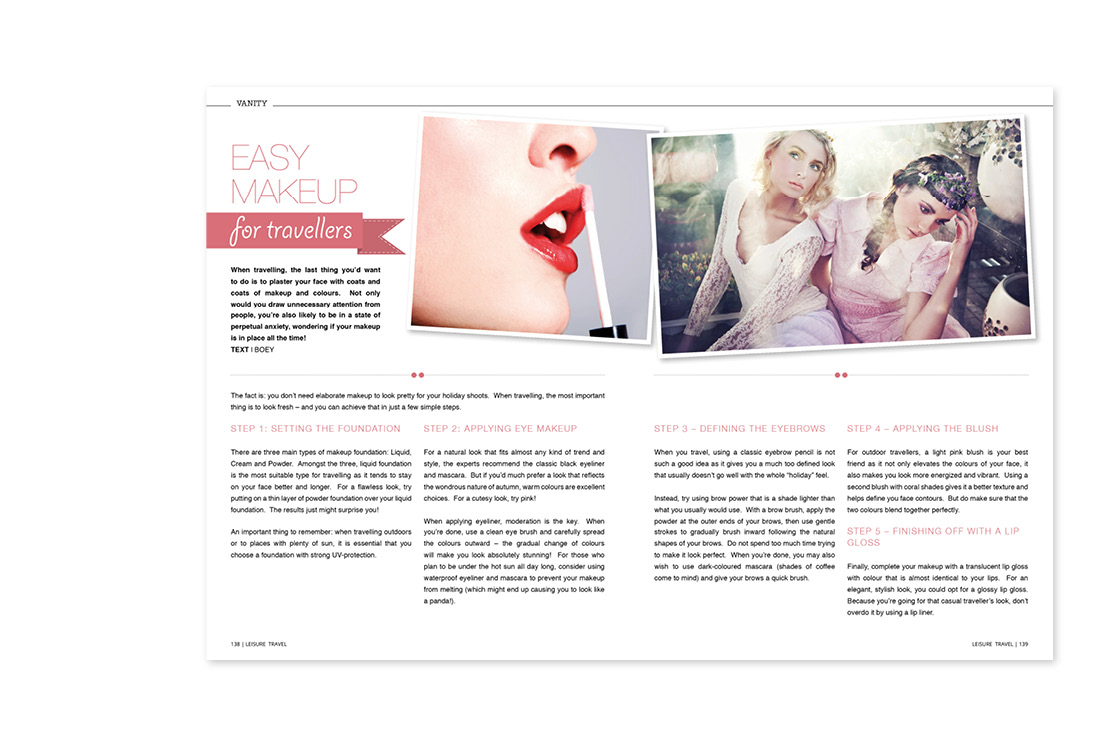 VANITY
EASY
MAKEUP
for travellers
When travelling, the last thing you'd want
to do is to plaster your face with coats and
coats of makeup and colours. Not only
would you draw unnecessary attention from
people, you're also likely to be in a state of
perpetual anxiety, wondering if your makeup
is in place all the time!
TEXT | BOEY
The fact is: you don't need elaborate makeup to look pretty for your holiday shoots. When travelling, the most important
thing is to look fresh – and you can achieve that in just a few simple steps.
STEP 1: SETTING THE FOUNDATION
There are three main types of makeup foundation: Liquid,
Cream and Powder. Amongst the three, liquid foundation
is the most suitable type for travelling as it tends to stay
on your face better and longer. For a flawless look, try
putting on a thin layer of powder foundation over your liquid
foundation. The results just might surprise you!
An important thing to remember: when travelling outdoors
or to places with plenty of sun, it is essential that you
choose a foundation with strong UV-protection.
STEP 2: APPLYING EYE MAKEUP
For a natural look that fits almost any kind of trend and
style, the experts recommend the classic black eyeliner
and mascara. But if you'd much prefer a look that reflects
the wondrous nature of autumn, warm colours are excellent
choices. For a cutesy look, try pink!
When applying eyeliner, moderation is the key. When
you're done, use a clean eye brush and carefully spread
the colours outward – the gradual change of colours
will make you look absolutely stunning! For those who
plan to be under the hot sun all day long, consider using
waterproof eyeliner and mascara to prevent your makeup
from melting (which might end up causing you to look like
a panda!).
STEP 3 – DEFINING THE EYEBROWS
When you travel, using a classic eyebrow pencil is not
such a good idea as it gives you a much too defined look
that usually doesn't go well with the whole "holiday" feel.
Instead, try using brow power that is a shade lighter than
what you usually would use. With a brow brush, apply the
powder at the outer ends of your brows, then use gentle
strokes to gradually brush inward following the natural
shapes of your brows. Do not spend too much time trying
to make it look perfect. When you're done, you may also
wish to use dark-coloured mascara (shades of coffee
come to mind) and give your brows a quick brush.
STEP 4 – APPLYING THE BLUSH
For outdoor travellers, a light pink blush is your best
friend as it not only elevates the colours of your face, it
also makes you look more energized and vibrant. Using a
second blush with coral shades gives it a better texture and
helps define you face contours. But do make sure that the
two colours blend together perfectly.
STEP 5 – FINISHING OFF WITH A LIP
GLOSS
Finally, complete your makeup with a translucent lip gloss
with colour that is almost identical to your lips. For an
elegant, stylish look, you could opt for a glossy lip gloss.
Because you're going for that casual traveller's look, don't
overdo it by using a lip liner.
138 | LEISURE TRAVEL
LEISURE TRAVEL | 139